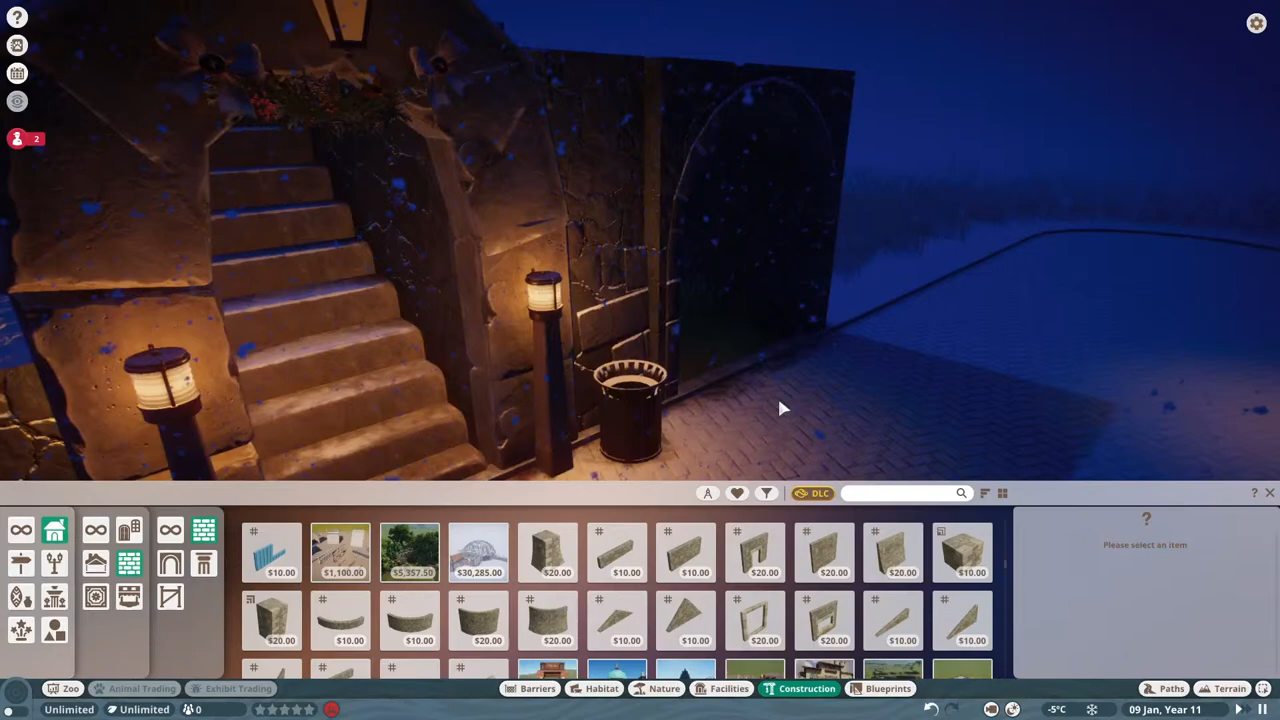 ?
2
DLC
?
$10.00
$1,100.00
$5,357.50
$30,285.00
$20.00
$10.00
$10.00
$20.00
$20.00
$20.00
$10.00
?
Please select an item
$20.00
$10.00
$10.00
$20.00
$20.00
$10.00
$10.00
$20.00
$20.00
$10.00
$10.00
Zoo
Animal Trading
Exhibit Trading
Barriers
Habitat
Nature
Facilities
Construction
Blueprints
Paths
Terrain
Unlimited
Unlimited
0
-5°C
09 Jan, Year 11